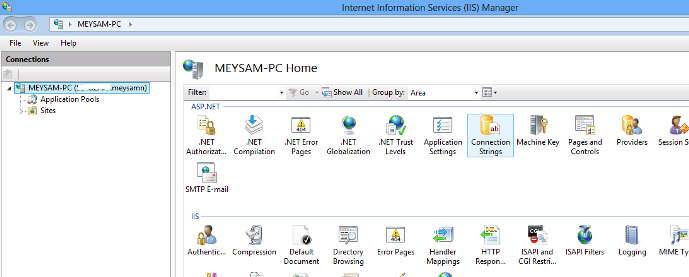 Internet Information Services (IIS) Manager
MEYSAM-PC
File View Help
Connections
MEYSAM-PC Home
MEYSAM-PC ( meysamn)
Application Pools
Sites
Filter: Go Show All Group by: Area
ASP.NET
.NET Authorizat...
.NET Compilation
.NET Error Pages
.NET Globalization
.NET Trust Levels
Application Settings
Connection Strings
Machine Key
Pages and Controls
Providers
Session S
SMTP E-mail
IIS
Authentic...
Compression
Default Document
Directory Browsing
Error Pages
Handler Mappings
HTTP Respon...
ISAPI and CGI Restri...
ISAPI Filters
Logging
MIME Ty